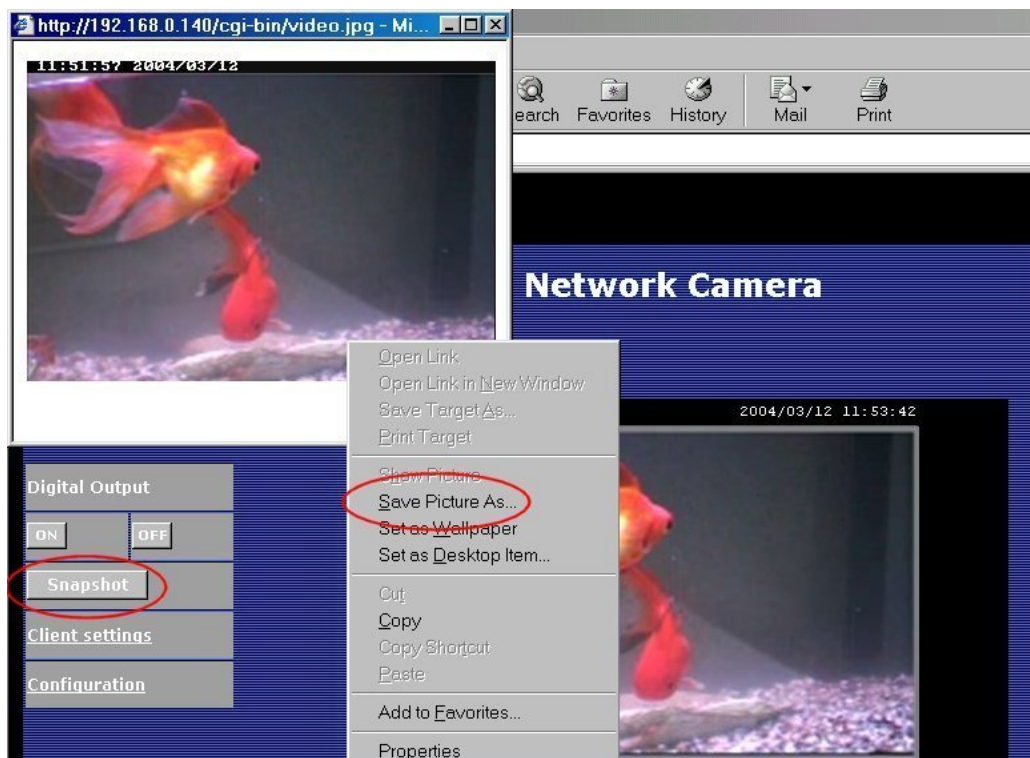 http://192.168.0.140/cgi-bin/video.jpg - Mi...
11:51:57 2004/03/12
earch Favorites History Mail Print
Network Camera
2004/03/12 11:53:42
Open Link
Open Link in New Window
Save Target As...
Print Target
Show Picture
Save Picture As...
Set as Wallpaper
Set as Desktop Item...
Cut
Copy
Copy Shortcut
Paste
Add to Favorites...
Properties
Digital Output
ON OFF
Snapshot
Client settings
Configuration